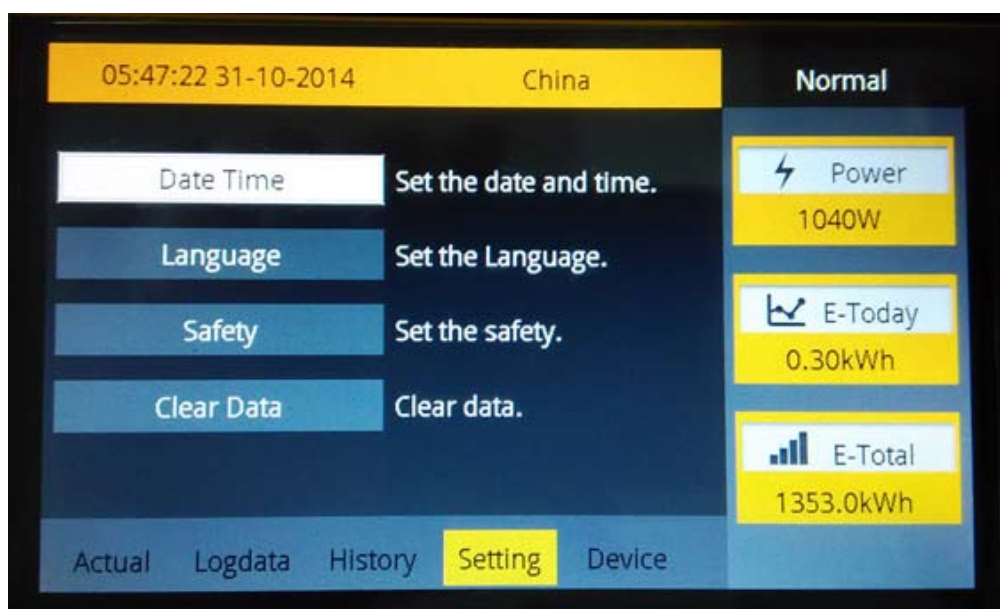 05:47:22 31-10-2014 China Normal
Date Time Set the date and time.
Language Set the Language.
Safety Set the safety.
Clear Data Clear data.
Power
1040W
E-Today
0.30kWh
E-Total
1353.0kWh
Actual Logdata History Setting Device